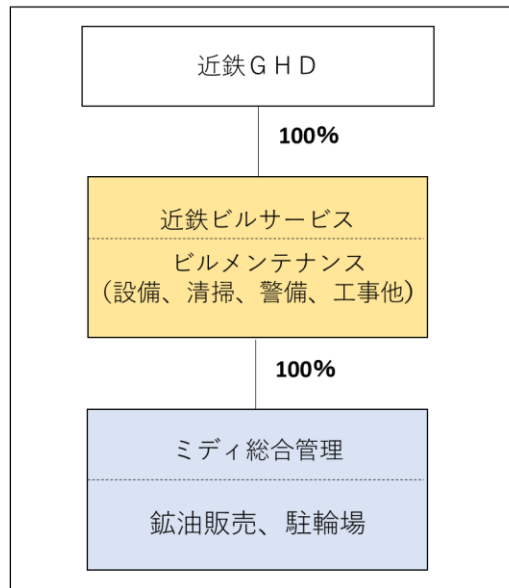 近鉄ＧＨＤ
100%
近鉄ビルサービス
ビルメンテナンス
（設備、清掃、警備、工事他）
100%
ミディ総合管理
鉱油販売、駐輪場